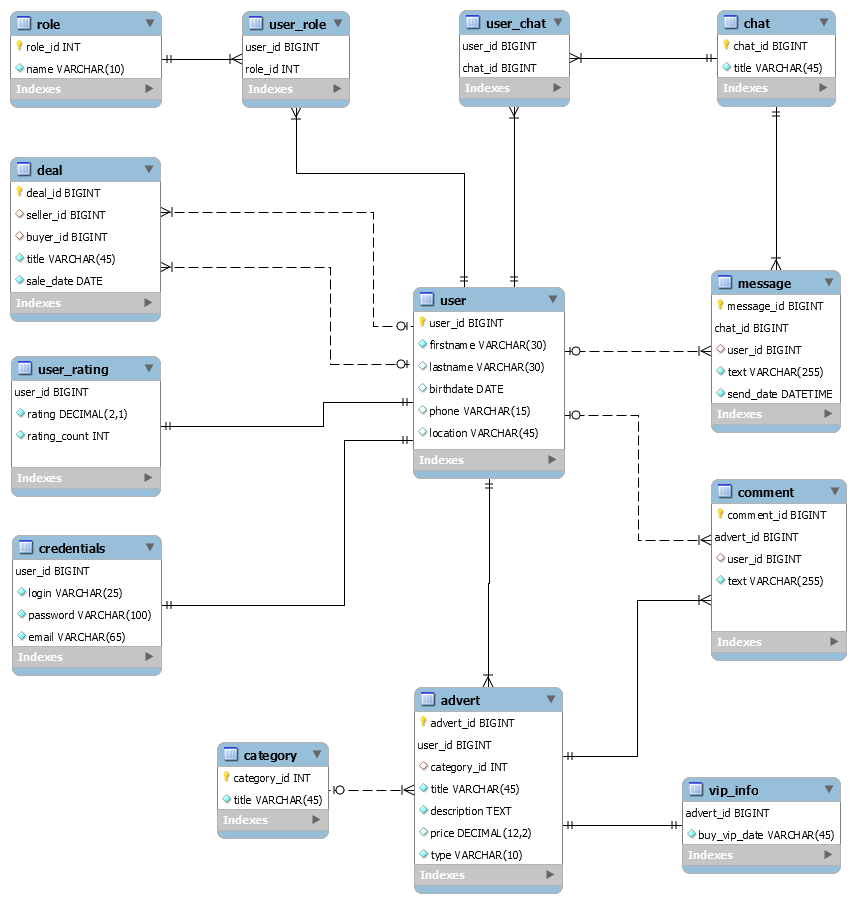 role
role_id INT
name VARCHAR(10)
Indexes
user_role
user_id BIGINT
role_id INT
Indexes
user_chat
user_id BIGINT
chat_id BIGINT
Indexes
chat
chat_id BIGINT
title VARCHAR(45)
Indexes
deal
deal_id BIGINT
seller_id BIGINT
buyer_id BIGINT
title VARCHAR(45)
sale_date DATE
Indexes
user
user_id BIGINT
firstname VARCHAR(30)
lastname VARCHAR(30)
birthdate DATE
phone VARCHAR(15)
location VARCHAR(45)
Indexes
message
message_id BIGINT
chat_id BIGINT
user_id BIGINT
text VARCHAR(255)
send_date DATETIME
Indexes
user_rating
user_id BIGINT
rating DECIMAL(2,1)
rating_count INT
Indexes
comment
comment_id BIGINT
advert_id BIGINT
user_id BIGINT
text VARCHAR(255)
Indexes
credentials
user_id BIGINT
login VARCHAR(25)
password VARCHAR(100)
email VARCHAR(65)
Indexes
advert
advert_id BIGINT
user_id BIGINT
category_id INT
title VARCHAR(45)
description TEXT
price DECIMAL(12,2)
type VARCHAR(10)
Indexes
category
category_id INT
title VARCHAR(45)
Indexes
vip_info
advert_id BIGINT
buy_vip_date VARCHAR(45)
Indexes